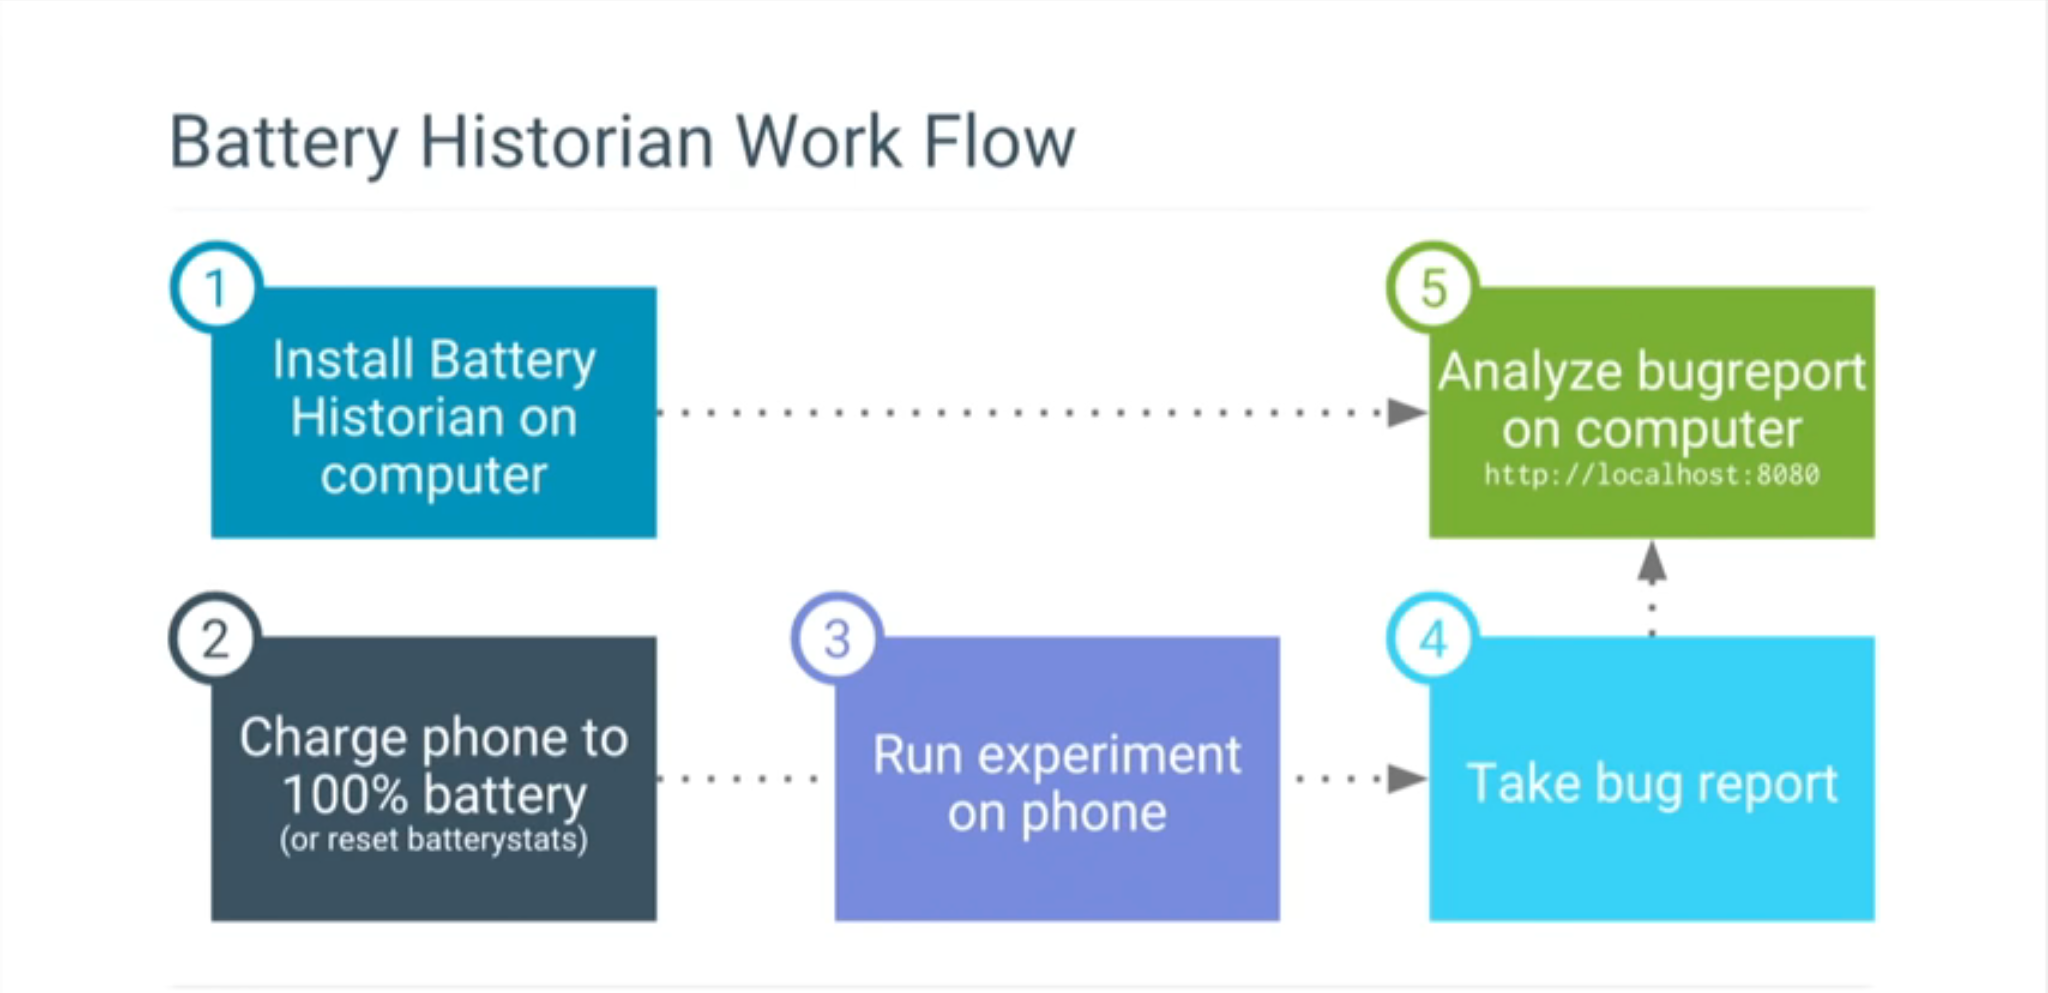 Battery Historian Work Flow
1
Install Battery
Historian on
computer
5
Analyze bugreport
on computer
http://localhost:8080
2
Charge phone to
100% battery
(or reset batterystats)
3
Run experiment
on phone
4
Take bug report